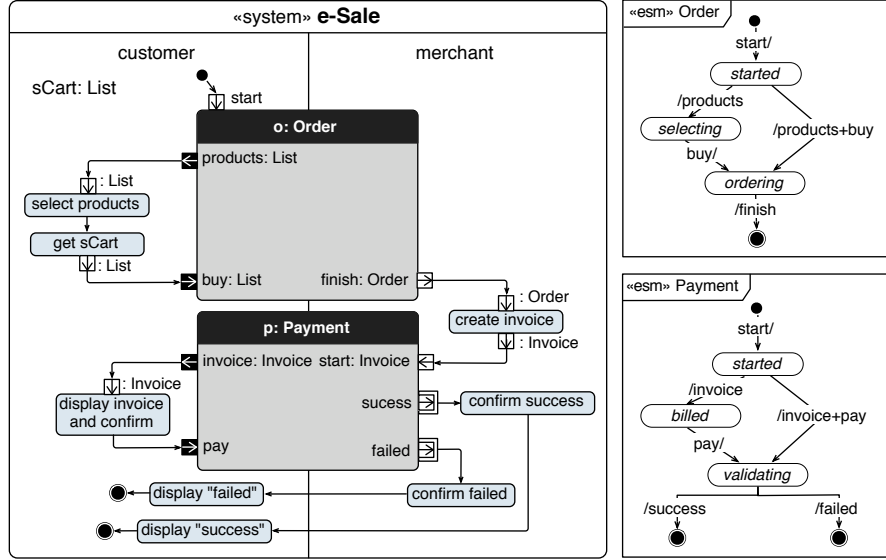 «system» e-Sale
customer
merchant
sCart: List
start
o: Order
products: List
: List
select products
get sCart
: List
buy: List
finish: Order
: Order
create invoice
: Invoice
p: Payment
invoice: Invoice
start: Invoice
: Invoice
display invoice
and confirm
sucess
confirm success
pay
failed
display "failed"
confirm failed
display "success"
«esm» Order
start/
started
/products
selecting
/products+buy
buy/
ordering
/finish
«esm» Payment
start/
started
/invoice
billed
/invoice+pay
pay/
validating
/success
/failed